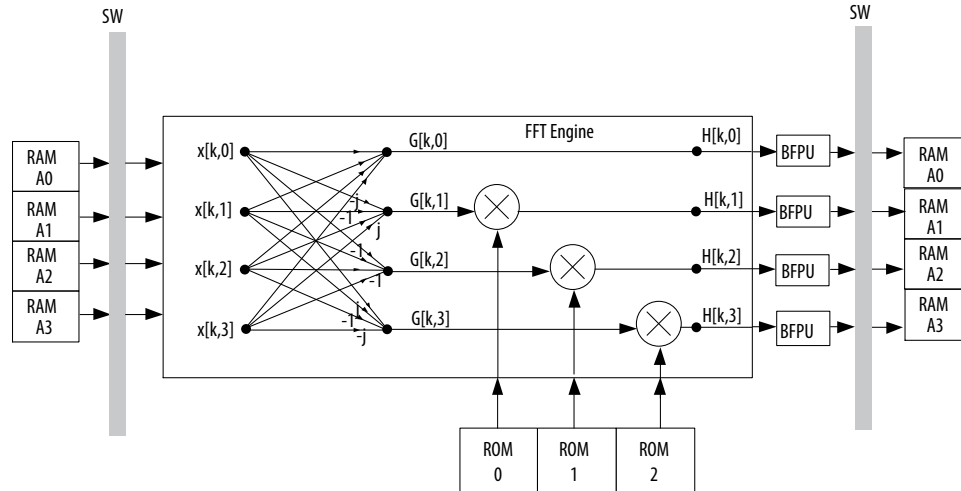 SW
SW
FFT Engine
RAM
A0
RAM
A1
RAM
A2
RAM
A3
x[k,0]
x[k,1]
x[k,2]
x[k,3]
-j
-1
j
-1
-1
j
-1
-j
G[k,0]
G[k,1]
G[k,2]
G[k,3]
H[k,0]
H[k,1]
H[k,2]
H[k,3]
BFPU
BFPU
BFPU
BFPU
RAM
A0
RAM
A1
RAM
A2
RAM
A3
ROM
0
ROM
1
ROM
2